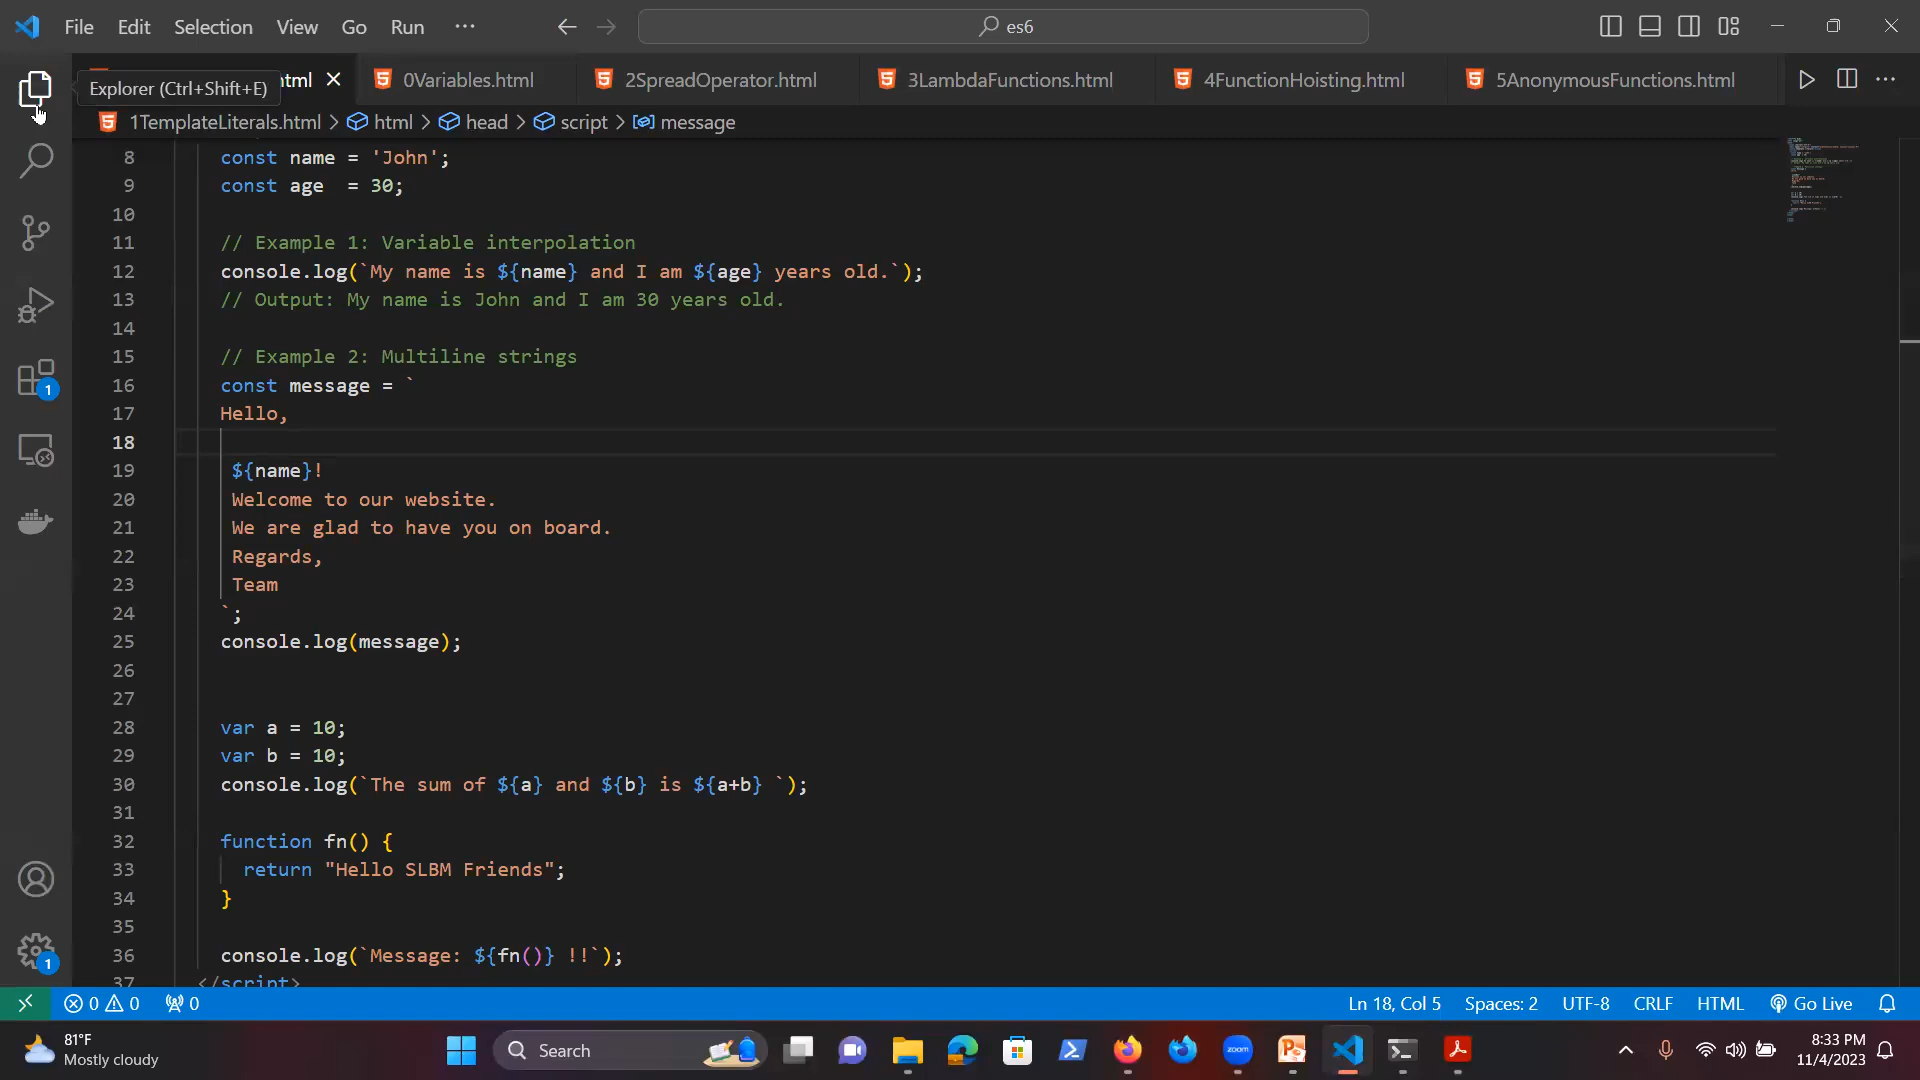 File Edit Selection View Go Run ··· es6
Explorer (Ctrl+Shift+E) html 0Variables.html 2SpreadOperator.html 3LambdaFunctions.html 4FunctionHoisting.html 5AnonymousFunctions.html
1TemplateLiterals.html > html > head > script > message
8 const name = 'John';
9 const age  = 30;
10
11 // Example 1: Variable interpolation
12 console.log(`My name is ${name} and I am ${age} years old.`);
13 // Output: My name is John and I am 30 years old.
14
15 // Example 2: Multiline strings
16 const message = `
17 Hello,
18
19 ${name}!
20 Welcome to our website.
21 We are glad to have you on board.
22 Regards,
23 Team
24 `;
25 console.log(message);
26
27
28 var a = 10;
29 var b = 10;
30 console.log(`The sum of ${a} and ${b} is ${a+b} `);
31
32 function fn() {
33 return "Hello SLBM Friends";
34 }
35
36 console.log(`Message: ${fn()} !!`);
37 </script>
1
1
0 0 0 Ln 18, Col 5 Spaces: 2 UTF-8 CRLF HTML Go Live
81°F
Mostly cloudy
Search
zoom
8:33 PM
11/4/2023